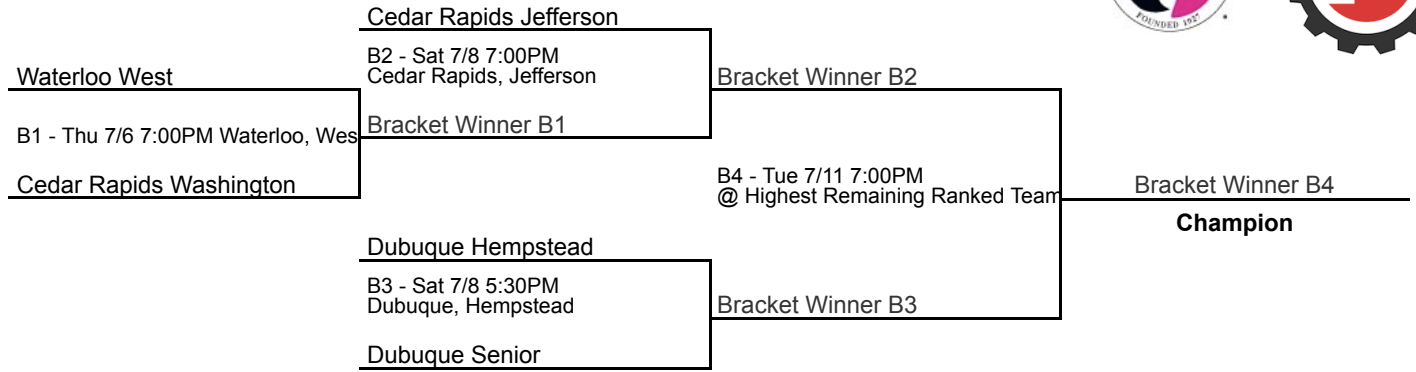 Cedar Rapids Jefferson
FOUNDED 1927
B2 - Sat 7/8 7:00PM
Cedar Rapids, Jefferson
Waterloo West
Bracket Winner B2
B1 - Thu 7/6 7:00PM Waterloo, Wes
Bracket Winner B1
Cedar Rapids Washington
B4 - Tue 7/11 7:00PM
@ Highest Remaining Ranked Team
Bracket Winner B4
Champion
Dubuque Hempstead
B3 - Sat 7/8 5:30PM
Dubuque, Hempstead
Bracket Winner B3
Dubuque Senior